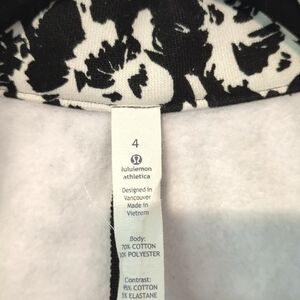 4
lululemon
athletica
Designed in
Vancouver
Made in
Vietnam
Body:
70% COTTON
30% POLYESTER
Contrast:
95% COTTON
5% ELASTANE